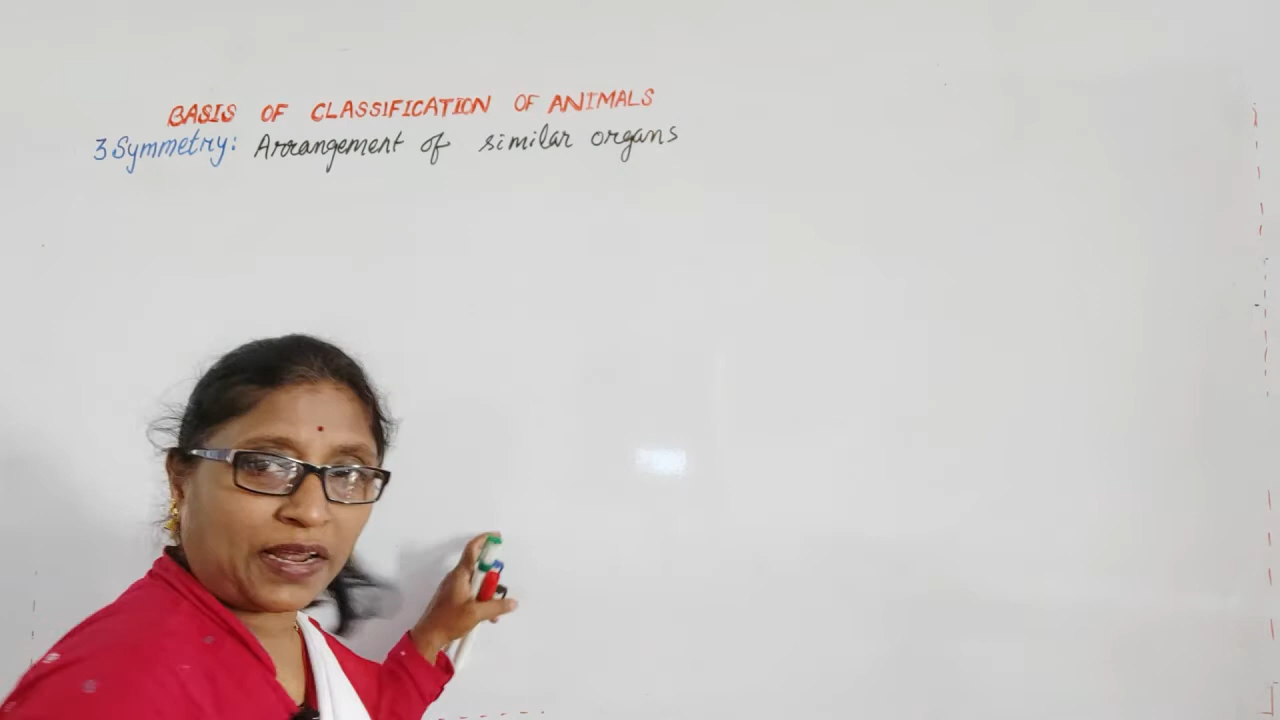 BASIS OF CLASSIFICATION OF ANIMALS
3 Symmetry: Arrangement of similar organs